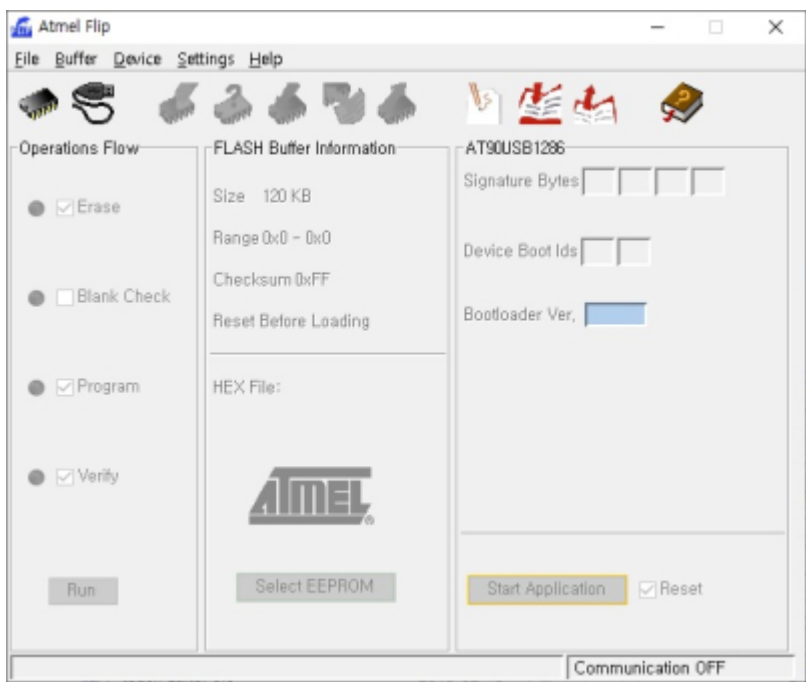 Atmel Flip
File Buffer Device Settings Help
Operations Flow
Erase
Blank Check
Program
Verify
Run
FLASH Buffer Information
Size 120 KB
Range 0x0 - 0x0
Checksum 0xFF
Reset Before Loading
HEX File:
ATMEL
Select EEPROM
AT90USB1286
Signature Bytes
Device Boot Ids
Bootloader Ver.
Start Application
Reset
Communication OFF